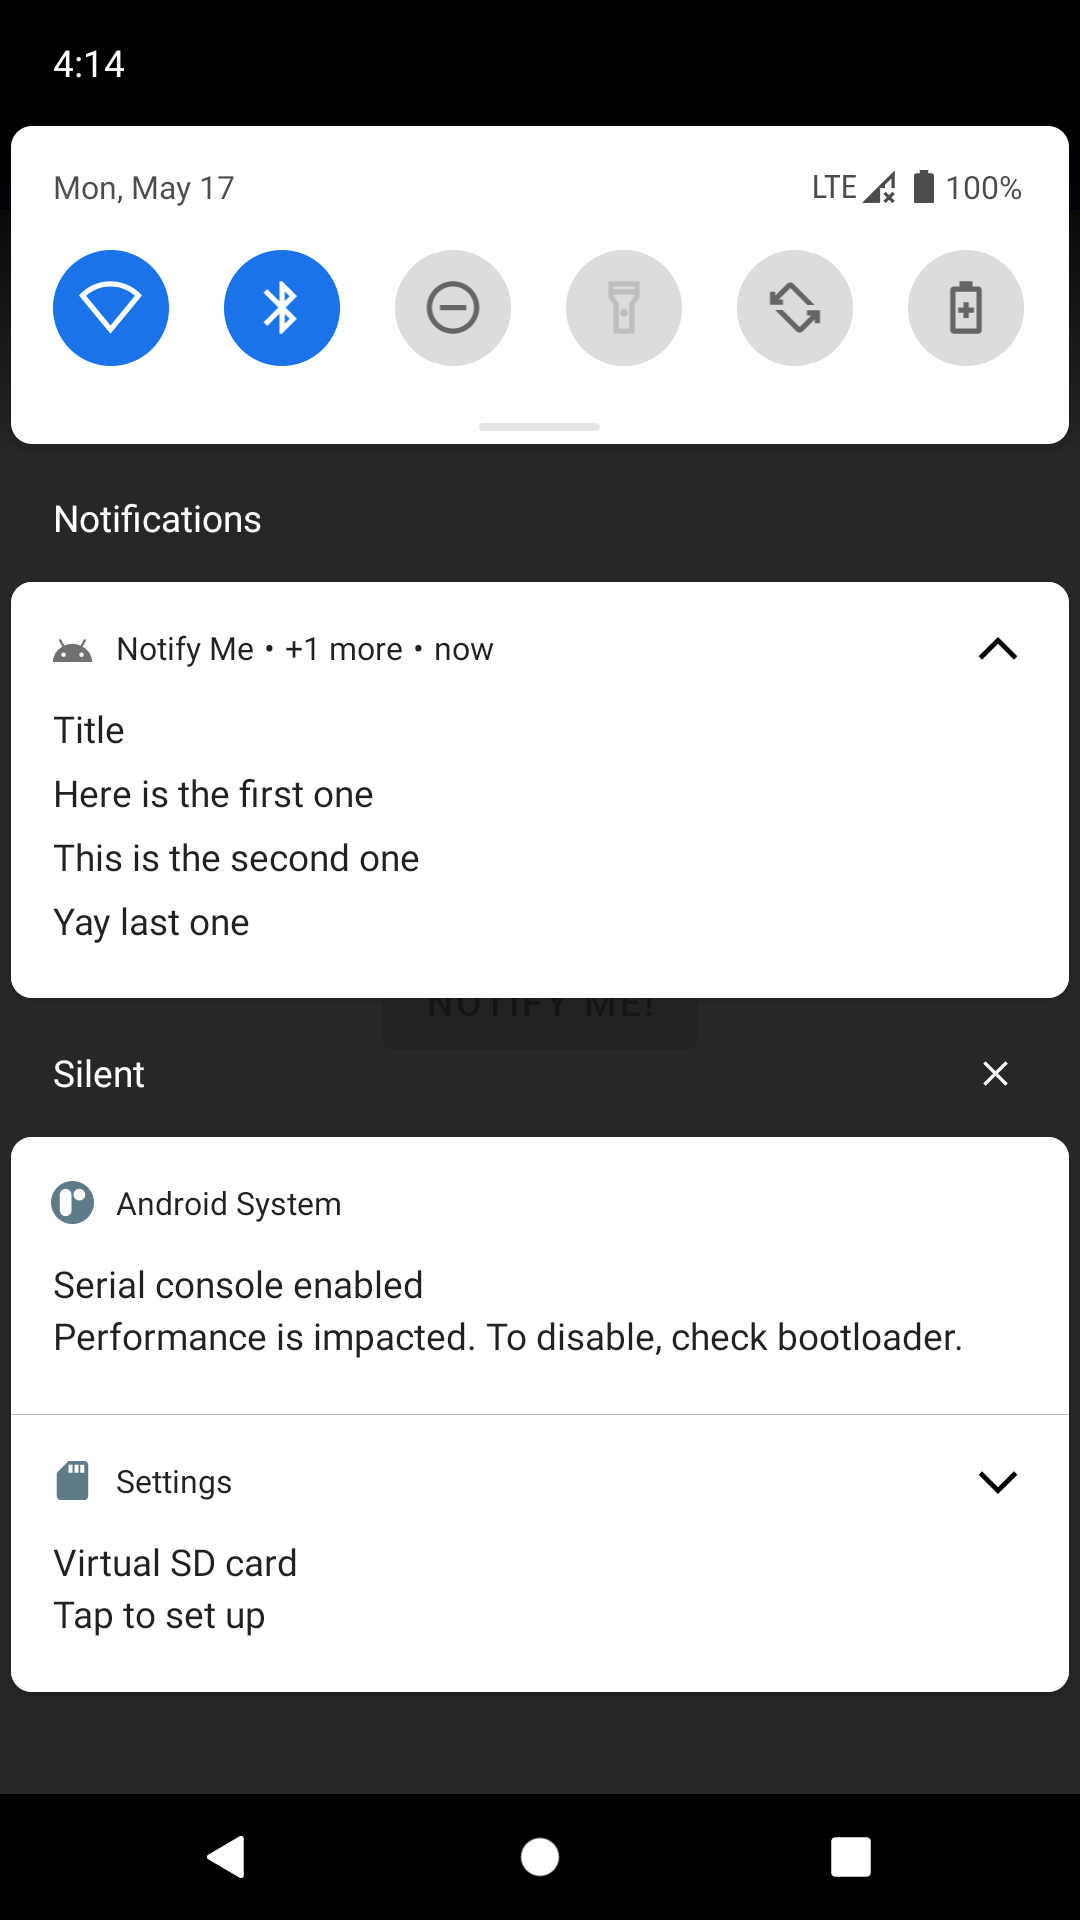 4:14
Mon, May 17
LTE 100%
Notifications
Notify Me • +1 more • now
Title
Here is the first one
This is the second one
Yay last one
NOTIFY ME!
Silent
Android System
Serial console enabled
Performance is impacted. To disable, check bootloader.
Settings
Virtual SD card
Tap to set up